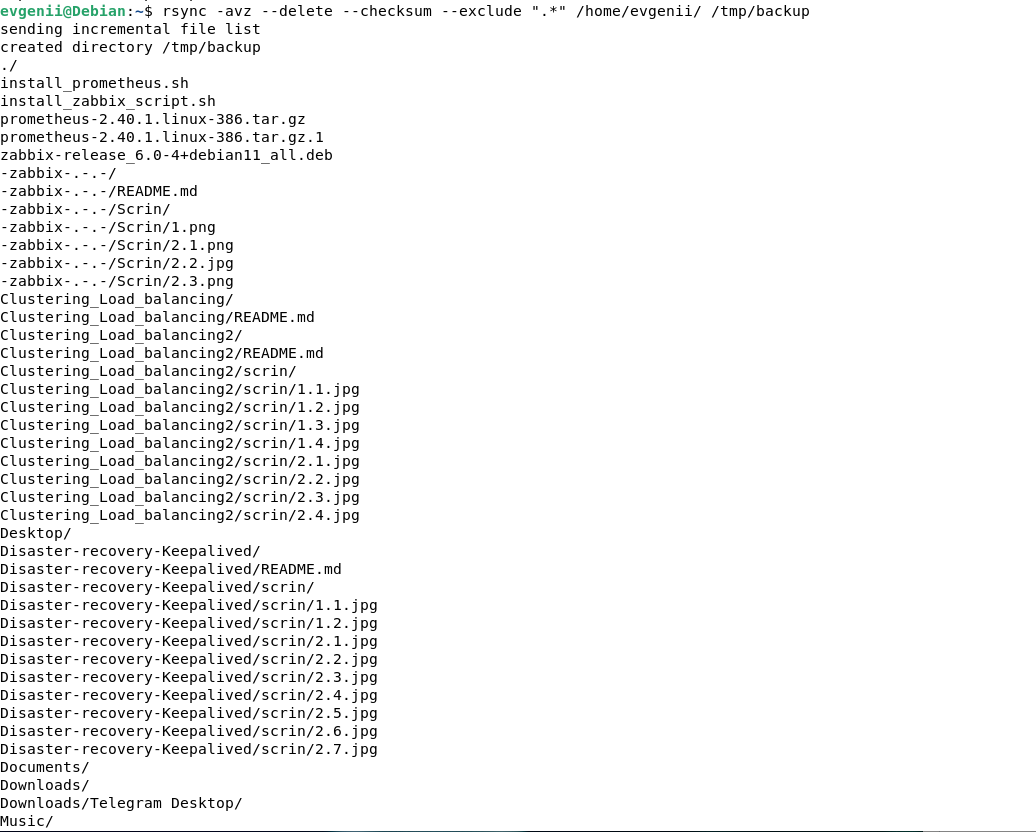 evgenii@Debian:~$ rsync -avz --delete --checksum --exclude ".*" /home/evgenii/ /tmp/backup
sending incremental file list
created directory /tmp/backup
./
install_prometheus.sh
install_zabbix_script.sh
prometheus-2.40.1.linux-386.tar.gz
prometheus-2.40.1.linux-386.tar.gz.1
zabbix-release_6.0-4+debian11_all.deb
-zabbix-.-.-/
-zabbix-.-.-/README.md
-zabbix-.-.-/Scrin/
-zabbix-.-.-/Scrin/1.png
-zabbix-.-.-/Scrin/2.1.png
-zabbix-.-.-/Scrin/2.2.jpg
-zabbix-.-.-/Scrin/2.3.png
Clustering_Load_balancing/
Clustering_Load_balancing/README.md
Clustering_Load_balancing2/
Clustering_Load_balancing2/README.md
Clustering_Load_balancing2/scrin/
Clustering_Load_balancing2/scrin/1.1.jpg
Clustering_Load_balancing2/scrin/1.2.jpg
Clustering_Load_balancing2/scrin/1.3.jpg
Clustering_Load_balancing2/scrin/1.4.jpg
Clustering_Load_balancing2/scrin/2.1.jpg
Clustering_Load_balancing2/scrin/2.2.jpg
Clustering_Load_balancing2/scrin/2.3.jpg
Clustering_Load_balancing2/scrin/2.4.jpg
Desktop/
Disaster-recovery-Keepalived/
Disaster-recovery-Keepalived/README.md
Disaster-recovery-Keepalived/scrin/
Disaster-recovery-Keepalived/scrin/1.1.jpg
Disaster-recovery-Keepalived/scrin/1.2.jpg
Disaster-recovery-Keepalived/scrin/2.1.jpg
Disaster-recovery-Keepalived/scrin/2.2.jpg
Disaster-recovery-Keepalived/scrin/2.3.jpg
Disaster-recovery-Keepalived/scrin/2.4.jpg
Disaster-recovery-Keepalived/scrin/2.5.jpg
Disaster-recovery-Keepalived/scrin/2.6.jpg
Disaster-recovery-Keepalived/scrin/2.7.jpg
Documents/
Downloads/
Downloads/Telegram Desktop/
Music/